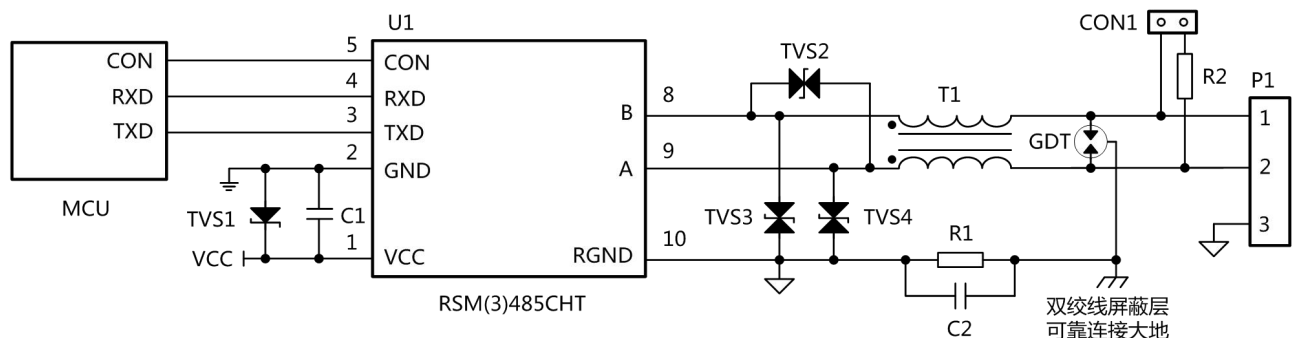 U1
CON1
MCU
CON
RXD
TXD
5
4
3
2
1
CON
RXD
TXD
GND
VCC
B
A
RGND
RSM(3)485CHT
8
9
10
TVS1
C1
VCC
TVS2
TVS3
TVS4
T1
GDT
R1
C2
R2
P1
1
2
3
双绞线屏蔽层
可靠连接大地